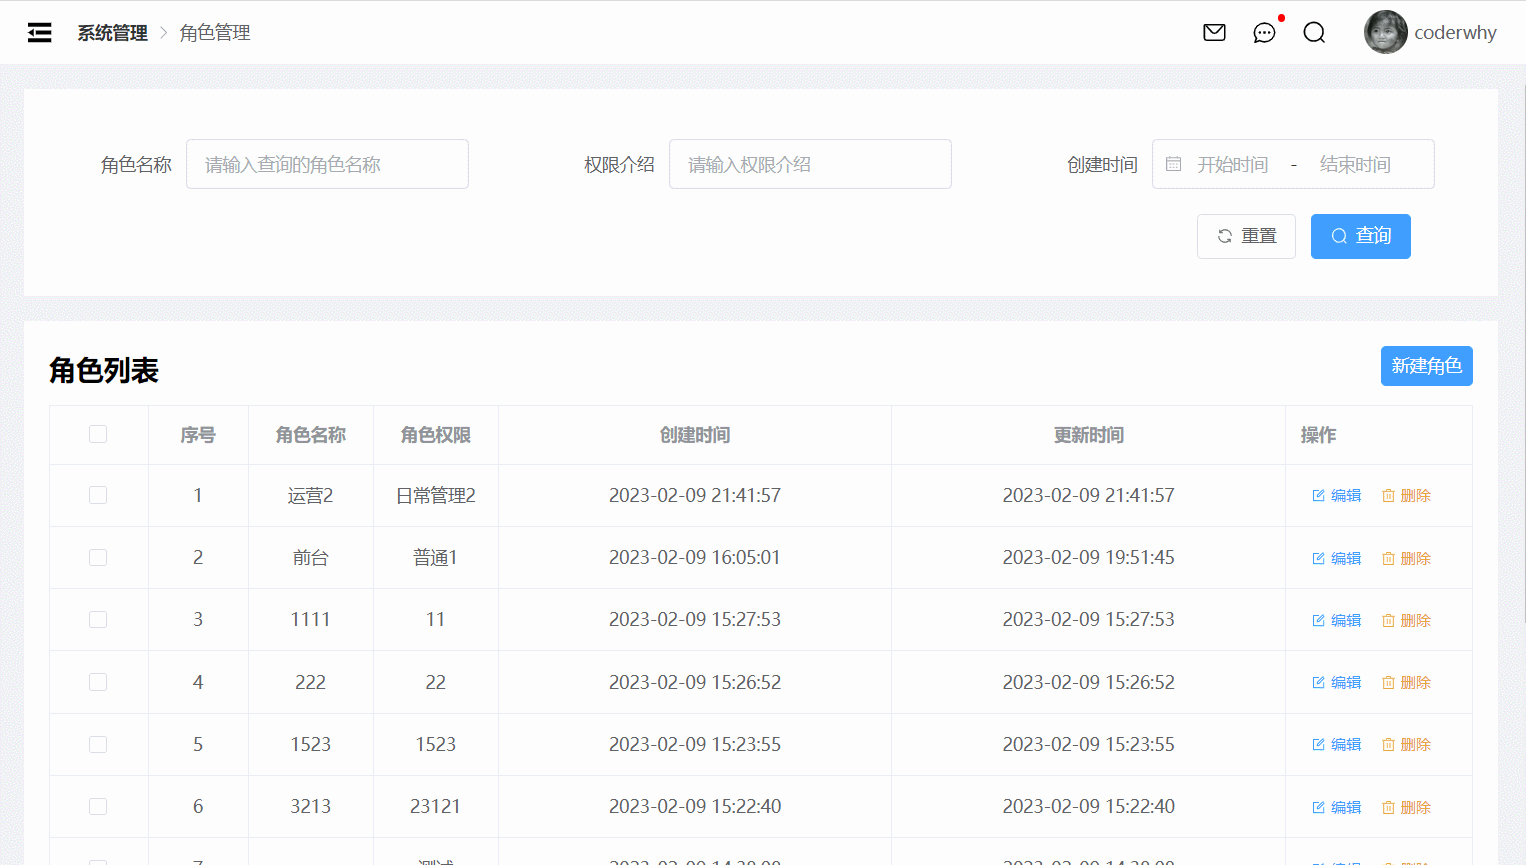 系统管理 > 角色管理 coderwhy
角色名称 请输入查询的角色名称 权限介绍 请输入权限介绍 创建时间 开始时间 - 结束时间
重置 查询
角色列表 新建角色
序号 角色名称 角色权限 创建时间 更新时间 操作
1 运营2 日常管理2 2023-02-09 21:41:57 2023-02-09 21:41:57 编辑 删除
2 前台 普通1 2023-02-09 16:05:01 2023-02-09 19:51:45 编辑 删除
3 1111 11 2023-02-09 15:27:53 2023-02-09 15:27:53 编辑 删除
4 222 22 2023-02-09 15:26:52 2023-02-09 15:26:52 编辑 删除
5 1523 1523 2023-02-09 15:23:55 2023-02-09 15:23:55 编辑 删除
6 3213 23121 2023-02-09 15:22:40 2023-02-09 15:22:40 编辑 删除